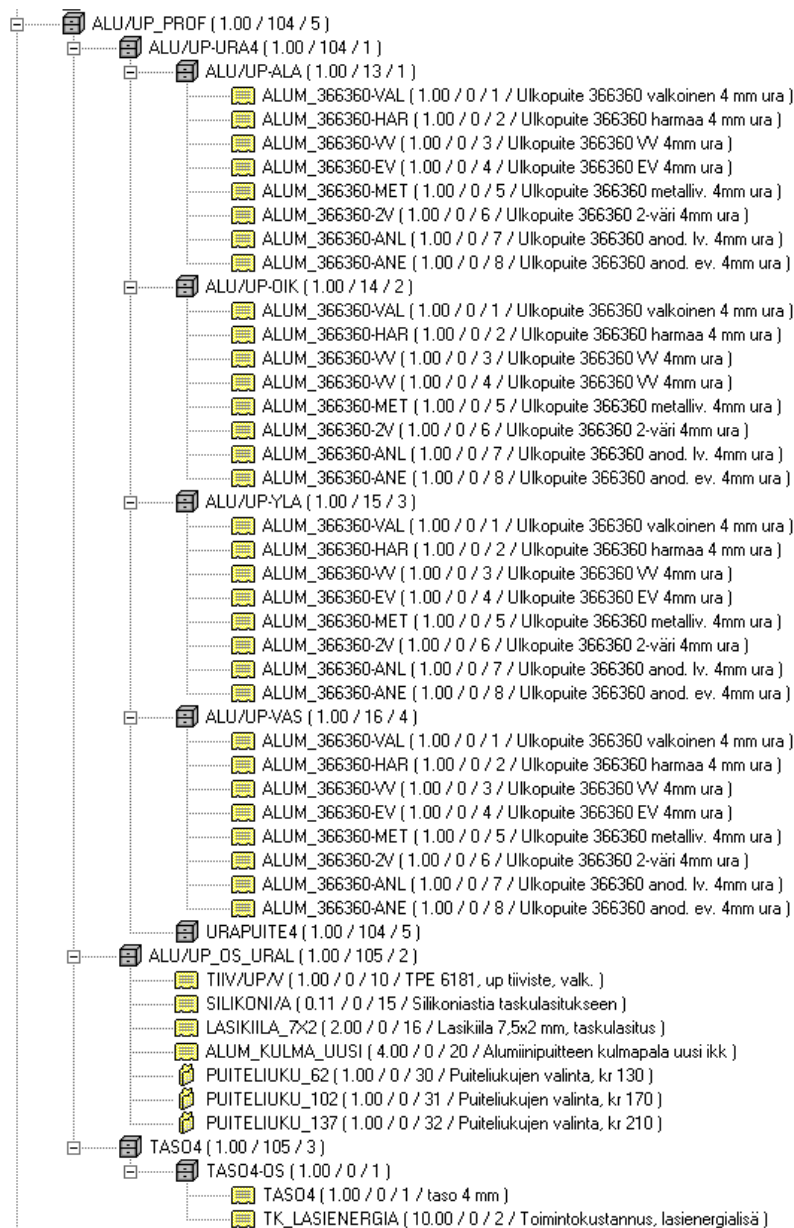 ALU/UP_PROF ( 1.00 / 104 / 5 )
ALU/UP-URA4 ( 1.00 / 104 / 1 )
ALU/UP-ALA ( 1.00 / 13 / 1 )
ALUM_366360-VAL ( 1.00 / 0 / 1 / Ulkopuite 366360 valkoinen 4 mm ura )
ALUM_366360-HAR ( 1.00 / 0 / 2 / Ulkopuite 366360 harmaa 4 mm ura )
ALUM_366360-VV ( 1.00 / 0 / 3 / Ulkopuite 366360 VV 4mm ura )
ALUM_366360-EV ( 1.00 / 0 / 4 / Ulkopuite 366360 EV 4mm ura )
ALUM_366360-MET ( 1.00 / 0 / 5 / Ulkopuite 366360 metalliv. 4mm ura )
ALUM_366360-2V ( 1.00 / 0 / 6 / Ulkopuite 366360 2-väri 4mm ura )
ALUM_366360-ANL ( 1.00 / 0 / 7 / Ulkopuite 366360 anod. lv. 4mm ura )
ALUM_366360-ANE ( 1.00 / 0 / 8 / Ulkopuite 366360 anod. ev. 4mm ura )
ALU/UP-OIK ( 1.00 / 14 / 2 )
ALUM_366360-VAL ( 1.00 / 0 / 1 / Ulkopuite 366360 valkoinen 4 mm ura )
ALUM_366360-HAR ( 1.00 / 0 / 2 / Ulkopuite 366360 harmaa 4 mm ura )
ALUM_366360-VV ( 1.00 / 0 / 3 / Ulkopuite 366360 VV 4mm ura )
ALUM_366360-VV ( 1.00 / 0 / 4 / Ulkopuite 366360 VV 4mm ura )
ALUM_366360-MET ( 1.00 / 0 / 5 / Ulkopuite 366360 metalliv. 4mm ura )
ALUM_366360-2V ( 1.00 / 0 / 6 / Ulkopuite 366360 2-väri 4mm ura )
ALUM_366360-ANL ( 1.00 / 0 / 7 / Ulkopuite 366360 anod. lv. 4mm ura )
ALUM_366360-ANE ( 1.00 / 0 / 8 / Ulkopuite 366360 anod. ev. 4mm ura )
ALU/UP-YLA ( 1.00 / 15 / 3 )
ALUM_366360-VAL ( 1.00 / 0 / 1 / Ulkopuite 366360 valkoinen 4 mm ura )
ALUM_366360-HAR ( 1.00 / 0 / 2 / Ulkopuite 366360 harmaa 4 mm ura )
ALUM_366360-VV ( 1.00 / 0 / 3 / Ulkopuite 366360 VV 4mm ura )
ALUM_366360-EV ( 1.00 / 0 / 4 / Ulkopuite 366360 EV 4mm ura )
ALUM_366360-MET ( 1.00 / 0 / 5 / Ulkopuite 366360 metalliv. 4mm ura )
ALUM_366360-2V ( 1.00 / 0 / 6 / Ulkopuite 366360 2-väri 4mm ura )
ALUM_366360-ANL ( 1.00 / 0 / 7 / Ulkopuite 366360 anod. lv. 4mm ura )
ALUM_366360-ANE ( 1.00 / 0 / 8 / Ulkopuite 366360 anod. ev. 4mm ura )
ALU/UP-VAS ( 1.00 / 16 / 4 )
ALUM_366360-VAL ( 1.00 / 0 / 1 / Ulkopuite 366360 valkoinen 4 mm ura )
ALUM_366360-HAR ( 1.00 / 0 / 2 / Ulkopuite 366360 harmaa 4 mm ura )
ALUM_366360-VV ( 1.00 / 0 / 3 / Ulkopuite 366360 VV 4mm ura )
ALUM_366360-EV ( 1.00 / 0 / 4 / Ulkopuite 366360 EV 4mm ura )
ALUM_366360-MET ( 1.00 / 0 / 5 / Ulkopuite 366360 metalliv. 4mm ura )
ALUM_366360-2V ( 1.00 / 0 / 6 / Ulkopuite 366360 2-väri 4mm ura )
ALUM_366360-ANL ( 1.00 / 0 / 7 / Ulkopuite 366360 anod. lv. 4mm ura )
ALUM_366360-ANE ( 1.00 / 0 / 8 / Ulkopuite 366360 anod. ev. 4mm ura )
URAPUITE4 ( 1.00 / 104 / 5 )
ALU/UP_OS_URAL ( 1.00 / 105 / 2 )
TIIV/UP/V ( 1.00 / 0 / 10 / TPE 6181, up tiiviste, valk. )
SILIKONI/A ( 0.11 / 0 / 15 / Silikoniastia taskulasitukseen )
LASIKIILA_7X2 ( 2.00 / 0 / 16 / Lasikiila 7,5x2 mm, taskulasitus )
ALUM_KULMA_UUSI ( 4.00 / 0 / 20 / Alumiinipuitteen kulmapala uusi ikk )
PUITELIUKU_62 ( 1.00 / 0 / 30 / Puiteliukujen valinta, kr 130 )
PUITELIUKU_102 ( 1.00 / 0 / 31 / Puiteliukujen valinta, kr 170 )
PUITELIUKU_137 ( 1.00 / 0 / 32 / Puiteliukujen valinta, kr 210 )
TASO4 ( 1.00 / 105 / 3 )
TASO4-OS ( 1.00 / 0 / 1 )
TASO4 ( 1.00 / 0 / 1 / taso 4 mm )
TK_LASIENERGIA ( 10.00 / 0 / 2 / Toimintokustannus, lasienergialisä )